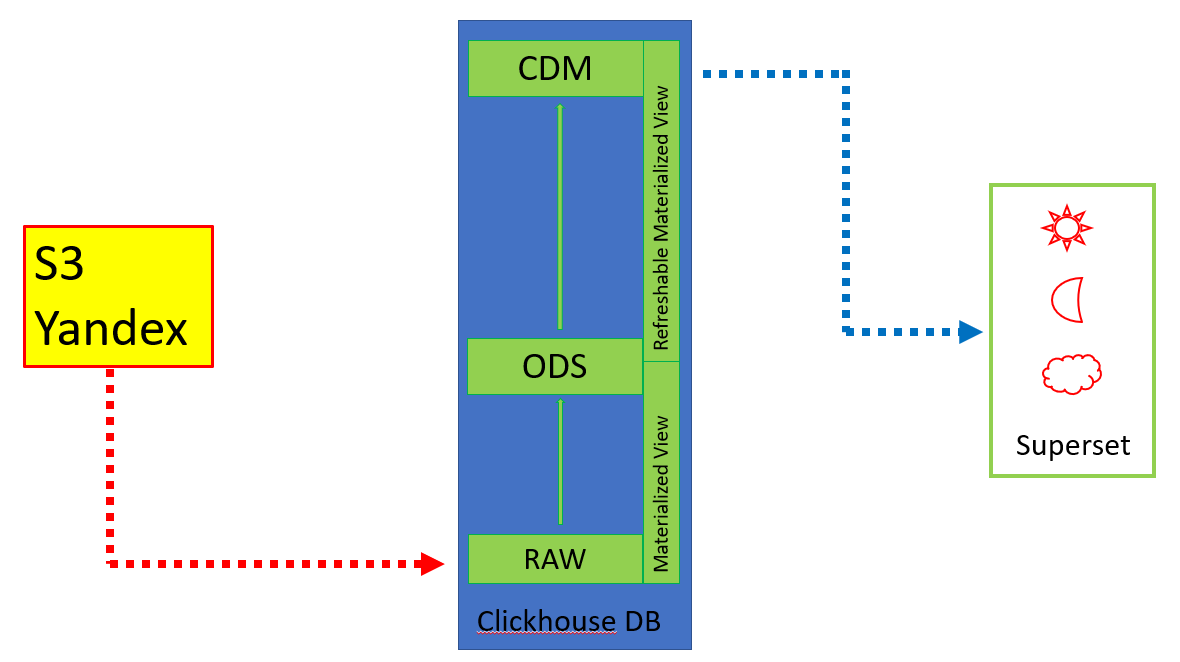 S3
Yandex
CDM
Refreshable Materialized View
ODS
Materialized View
RAW
Clickhouse DB
Superset